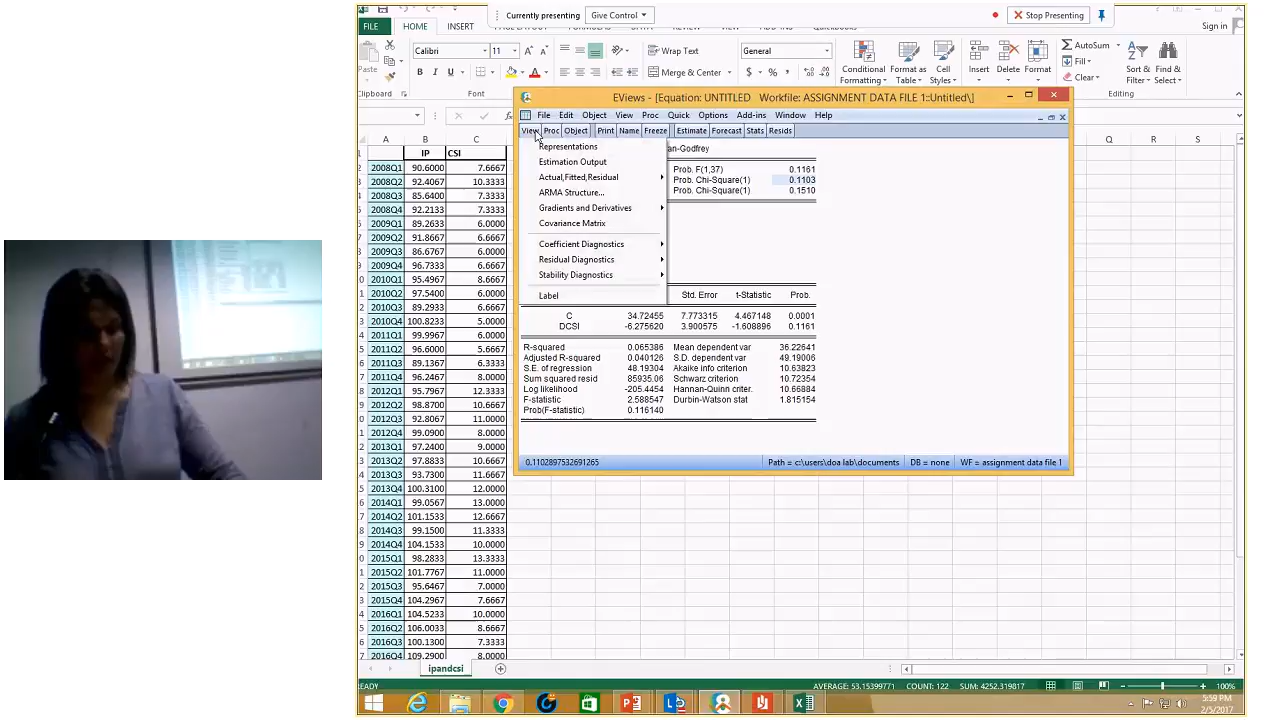 Currently presenting Give Control Stop Presenting
Sign in
FILE HOME INSERT
Calibri 11 Wrap Text General AutoSum
Fill
Clear
Paste B I U Merge & Center $ % Conditional Formatting Format as Table Cell Styles Insert Delete Format Sort & Filter Find & Select
Clipboard Font Editing
EViews - [Equation: UNTITLED Workfile: ASSIGNMENT DATA FILE 1::Untitled\]
File Edit Object View Proc Quick Options Add-ins Window Help
View Proc Object Print Name Freeze Estimate Forecast Stats Resids
Representations
Estimation Output
Actual,Fitted,Residual
ARMA Structure...
Gradients and Derivatives
Covariance Matrix
Coefficient Diagnostics
Residual Diagnostics
Stability Diagnostics
Label
an-Godfrey
Prob. F(1,37) 0.1161
Prob. Chi-Square(1) 0.1103
Prob. Chi-Square(1) 0.1510
Std. Error t-Statistic Prob.
C 34.72455 7.773315 4.467148 0.0001
DCSI -6.275620 3.900575 -1.608896 0.1161
R-squared 0.065386 Mean dependent var 36.22641
Adjusted R-squared 0.040126 S.D. dependent var 49.19006
S.E. of regression 48.19304 Akaike info criterion 10.63823
Sum squared resid 85935.06 Schwarz criterion 10.72354
Log likelihood -205.4454 Hannan-Quinn criter. 10.66884
F-statistic 2.588547 Durbin-Watson stat 1.815154
Prob(F-statistic) 0.116140
0.1102897532691265 Path = c:\users\doa lab\documents DB = none WF = assignment data file 1
A B C J K L M N O P Q R S
IP CSI
2008Q1 90.6000 7.6667
2008Q2 92.4067 10.3333
2008Q3 85.6400 7.3333
2008Q4 92.2133 7.3333
2009Q1 89.2633 6.0000
2009Q2 91.8667 6.6667
2009Q3 86.6767 6.0000
2009Q4 96.7333 6.6667
2010Q1 95.4967 8.6667
2010Q2 97.5400 6.0000
2010Q3 89.2933 6.6667
2010Q4 100.8233 5.0000
2011Q1 99.9967 6.0000
2011Q2 96.6000 5.6667
2011Q3 89.1367 6.3333
2011Q4 96.2467 8.0000
2012Q1 95.7967 12.3333
2012Q2 98.8700 10.6667
2012Q3 92.8067 11.0000
2012Q4 99.0900 8.0000
2013Q1 97.2400 9.0000
2013Q2 97.8833 10.6667
2013Q3 93.7300 11.6667
2013Q4 100.3100 12.0000
2014Q1 99.0567 13.0000
2014Q2 101.1533 12.6667
2014Q3 99.1500 11.3333
2014Q4 104.1533 10.0000
2015Q1 98.2833 13.3333
2015Q2 101.7767 11.0000
2015Q3 95.6467 7.0000
2015Q4 104.2967 7.6667
2016Q1 104.5233 10.0000
2016Q2 106.0033 8.6667
2016Q3 100.1300 7.3333
2016Q4 109.2900 8.0000
ipandcsi
READY AVERAGE: 53.15399771 COUNT: 122 SUM: 4252.319817 100%
5:59 PM
2/5/2017